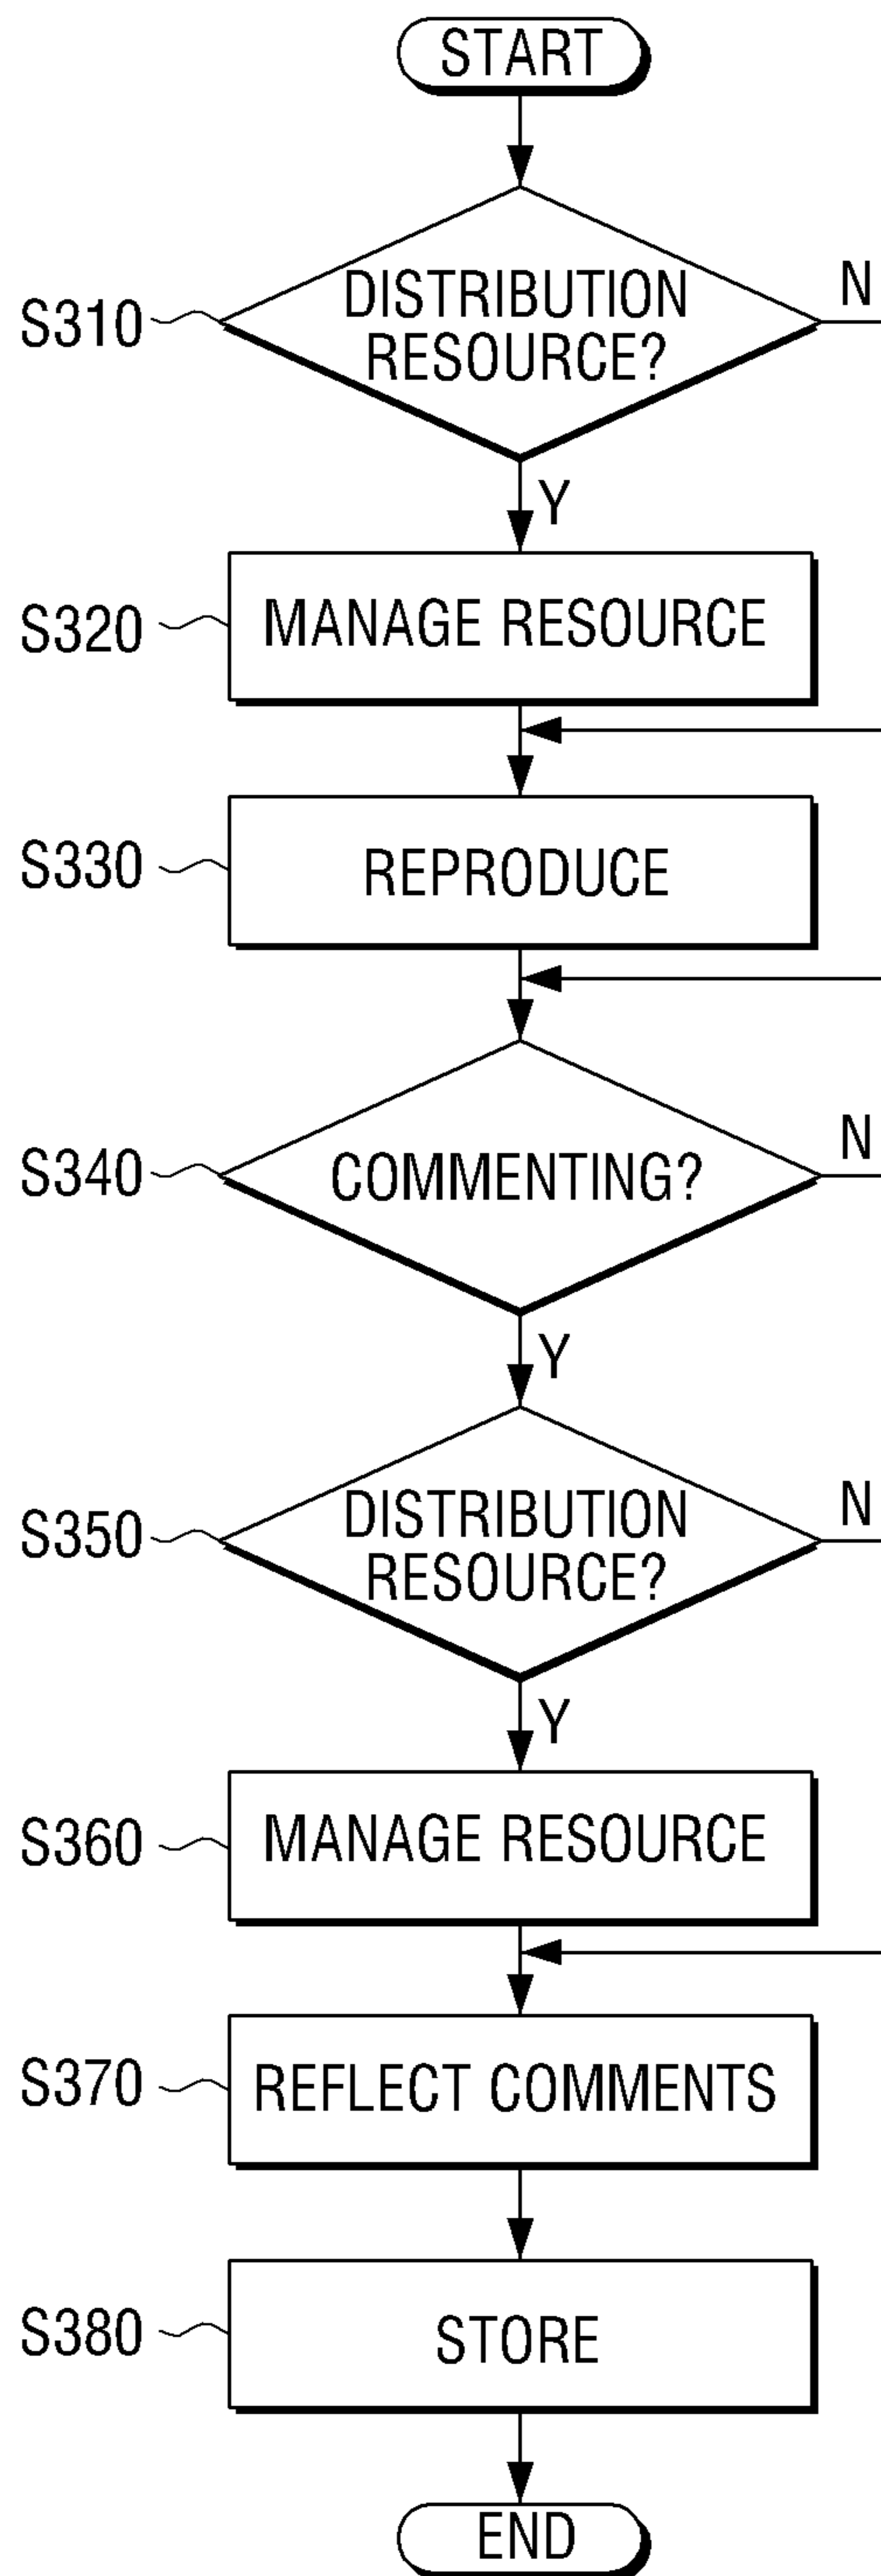 START
S310
DISTRIBUTION
RESOURCE?
N
Y
S320
MANAGE RESOURCE
S330
REPRODUCE
S340
COMMENTING?
N
Y
S350
DISTRIBUTION
RESOURCE?
N
Y
S360
MANAGE RESOURCE
S370
REFLECT COMMENTS
S380
STORE
END